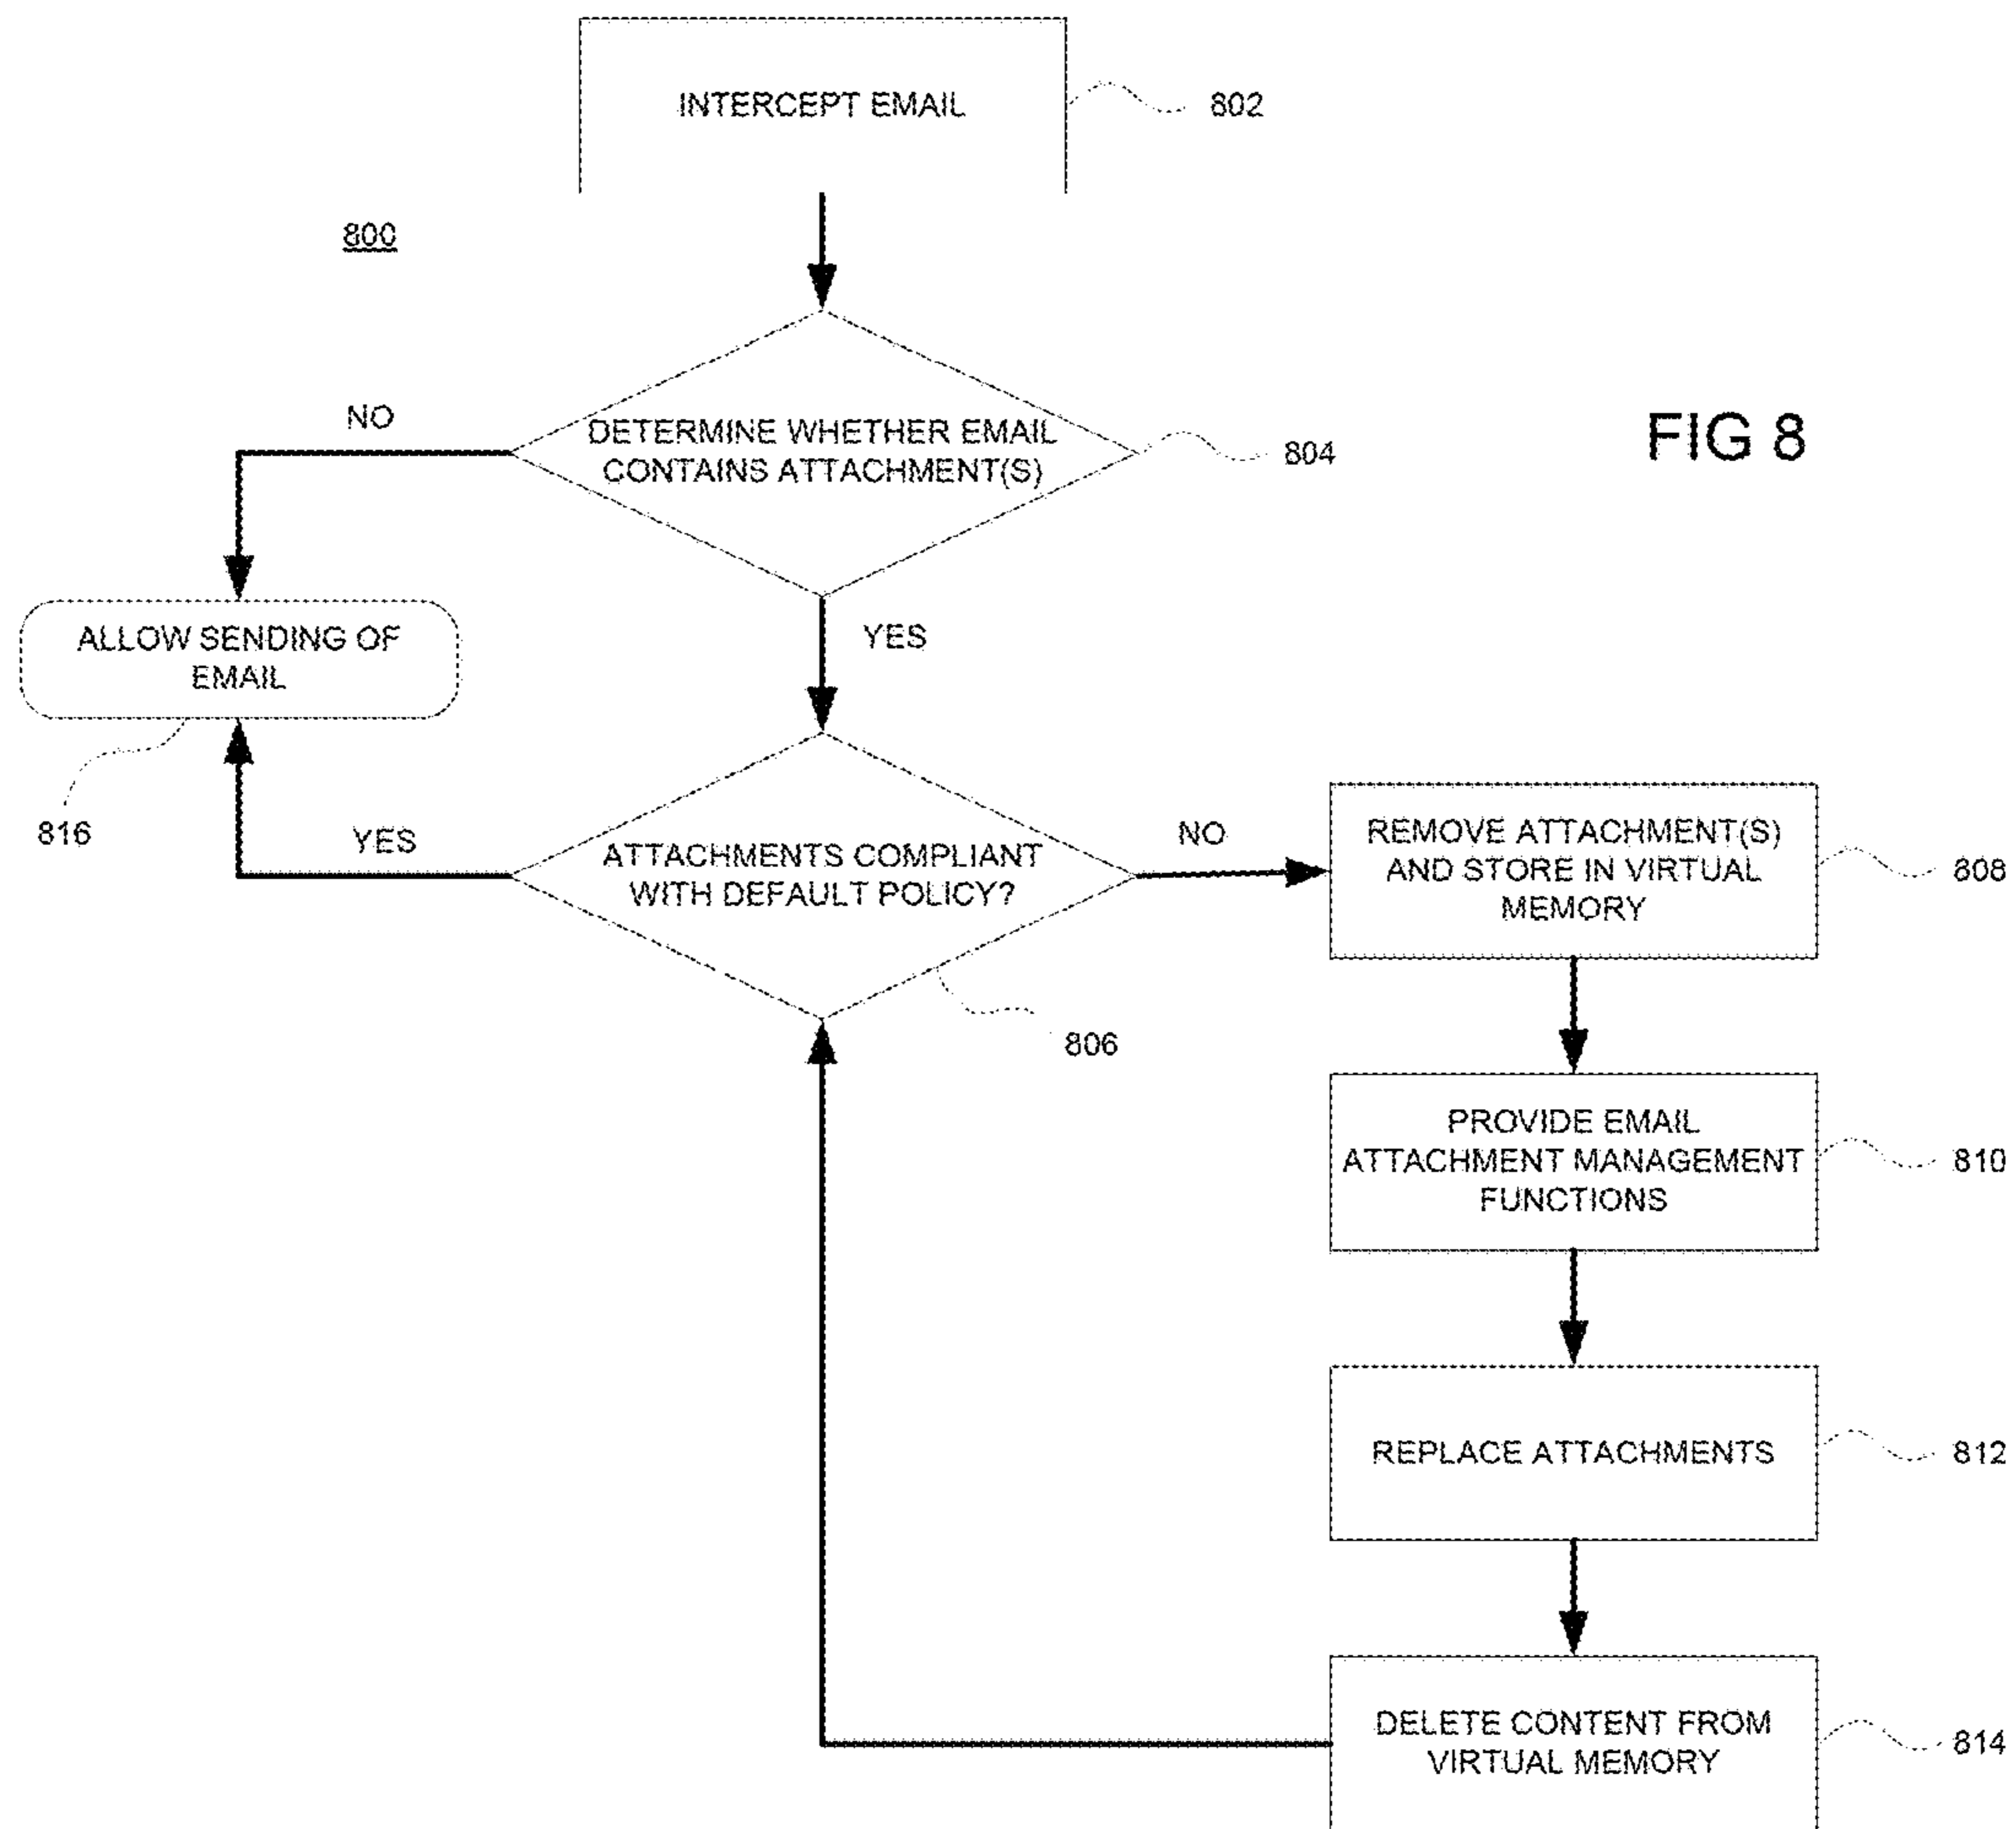 INTERCEPT EMAIL
802
800
DETERMINE WHETHER EMAIL
CONTAINS ATTACHMENT(S)
804
NO
FIG 8
ALLOW SENDING OF
EMAIL
816
YES
YES
ATTACHMENTS COMPLIANT
WITH DEFAULT POLICY?
806
NO
REMOVE ATTACHMENT(S)
AND STORE IN VIRTUAL
MEMORY
808
PROVIDE EMAIL
ATTACHMENT MANAGEMENT
FUNCTIONS
810
REPLACE ATTACHMENTS
812
DELETE CONTENT FROM
VIRTUAL MEMORY
814